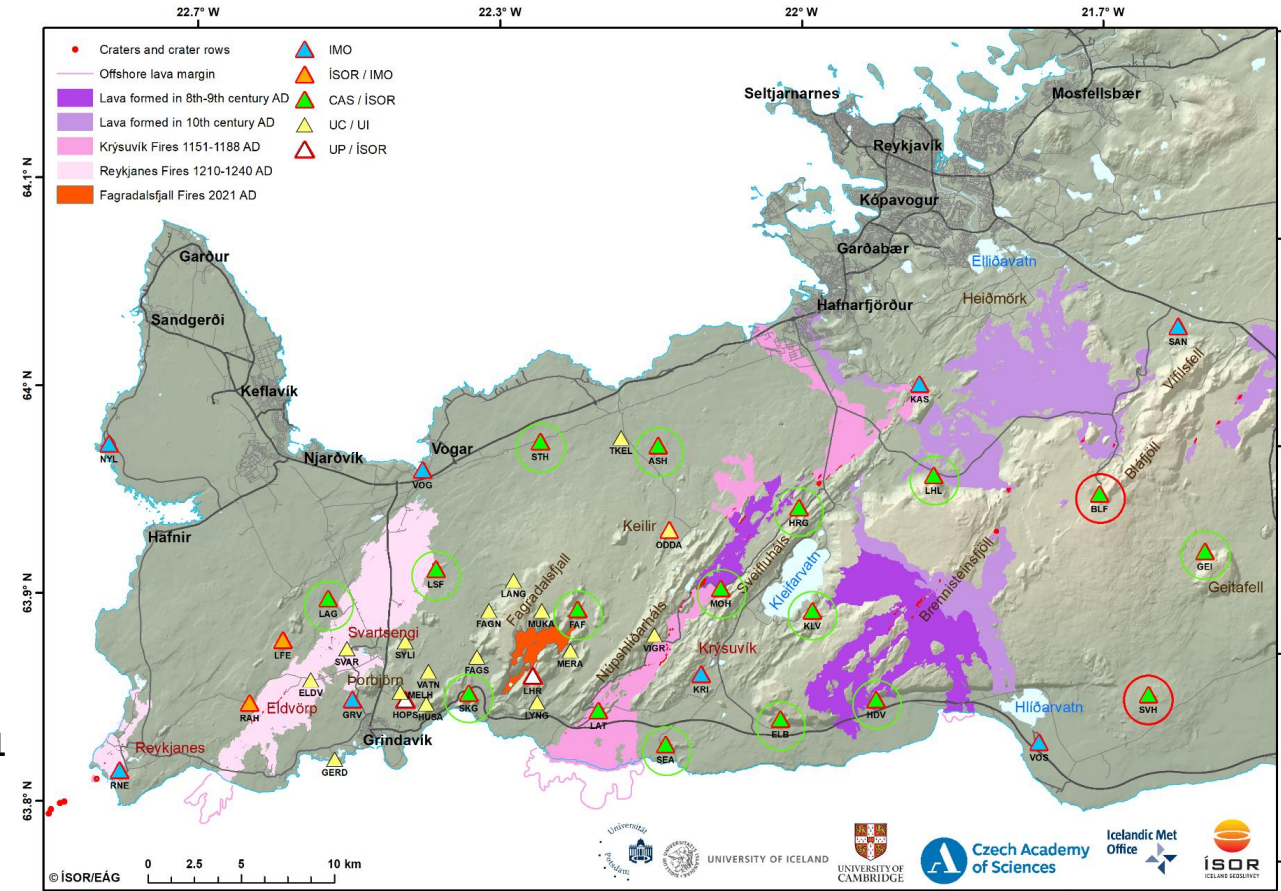 22.7° W
22.3° W
22° W
21.7° W
Craters and crater rows
Offshore lava margin
Lava formed in 8th-9th century AD
Lava formed in 10th century AD
Krýsuvík Fires 1151-1188 AD
Reykjanes Fires 1210-1240 AD
Fagradalsfjall Fires 2021 AD
IMO
ÍSOR / IMO
CAS / ÍSOR
UC / UI
UP / ÍSOR
64.1° N
64° N
63.9° N
63.8° N
Seltjarnarnes
Mosfellsbær
Reykjavík
Kópavogur
Garðabær
Elliðavatn
Hafnarfjörður
Heiðmörk
Garður
Sandgerði
Keflavík
Njarðvík
Vogar
Hafnir
SAN
Vífilsfell
KAS
NYL
VOG
STH
TKEL
ASH
LHL
BLF
Bláfjöll
HRG
Keilir
ODDA
Sveifluháls
Kleifarvatn
GEI
Geitafell
LSF
LAG
LANG
Fagradalsfjall
FAGN
MUKA
FAF
MOH
KLV
Brennisteinsfjöll
Svartsengi
LFE
SVAR
SYLI
FAGS
MERA
VIGR
Núpshlíðarháls
Krýsuvík
KRI
Þorbjörn
VATN
MELH
ELDV
Eldvörp
RAH
GRV
HOPS
HUSA
SKG
LHR
LYNG
LAT
ELB
HDV
Hlíðarvatn
SVH
Grindavík
SEA
VOS
Reykjanes
RNE
GERD
0 2.5 5 10 km
© ÍSOR/EÁG
Universität
Potsdam
UNIVERSITY OF ICELAND
UNIVERSITY OF
CAMBRIDGE
Czech Academy
of Sciences
Icelandic Met
Office
ÍSOR
ICELAND GEOSURVEY